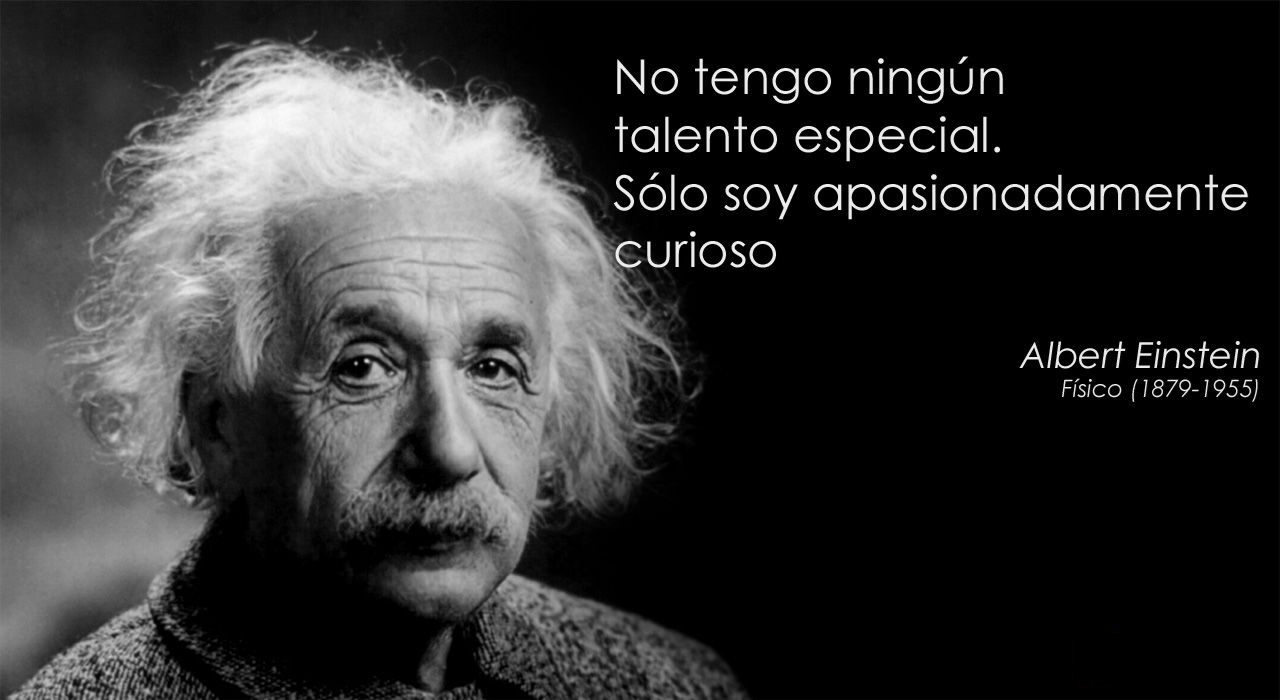 No tengo ningún
talento especial.
Sólo soy apasionadamente
curioso
Albert Einstein
Físico (1879-1955)